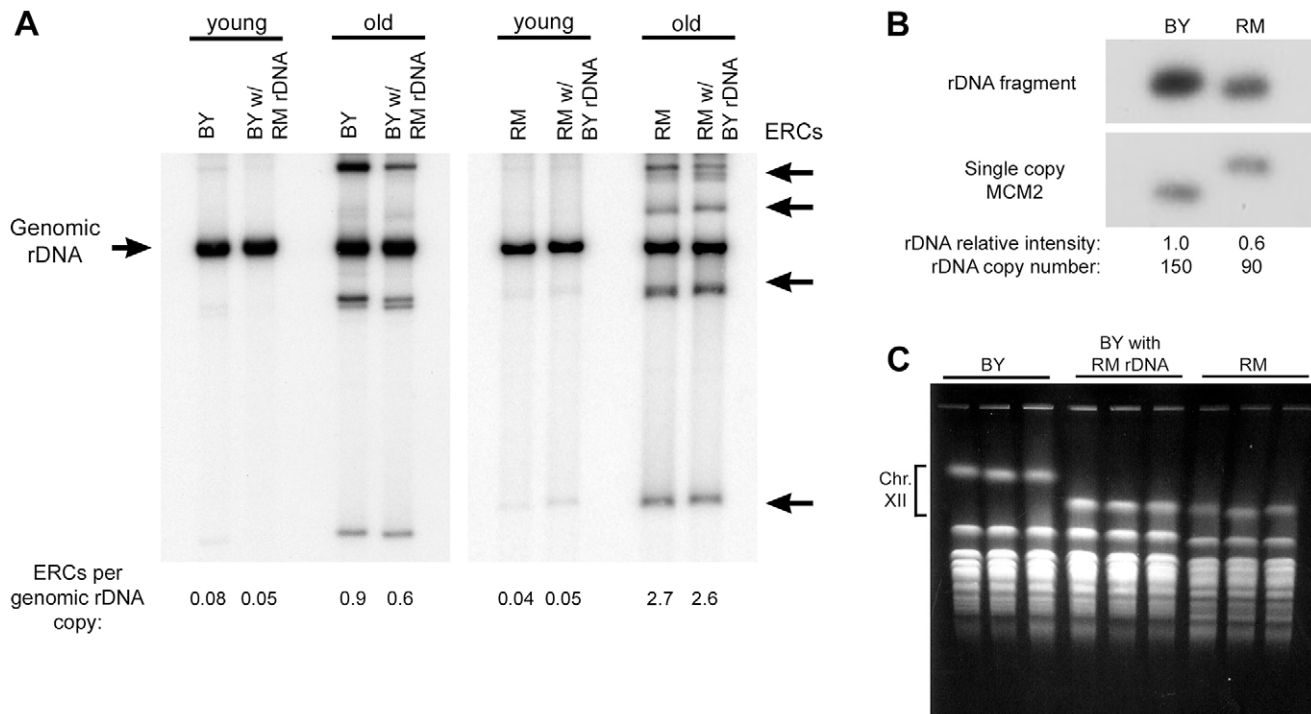 A
young
old
young
old
BY
BY w/
RM rDNA
BY
BY w/
RM rDNA
RM
RM w/
BY rDNA
RM
RM w/
BY rDNA
ERCs
Genomic
rDNA
ERCs per
genomic rDNA
copy:
0.08
0.05
0.9
0.6
0.04
0.05
2.7
2.6
B
BY
RM
rDNA fragment
Single copy
MCM2
rDNA relative intensity:
1.0
0.6
rDNA copy number:
150
90
C
BY
BY with
RM rDNA
RM
Chr.
XII